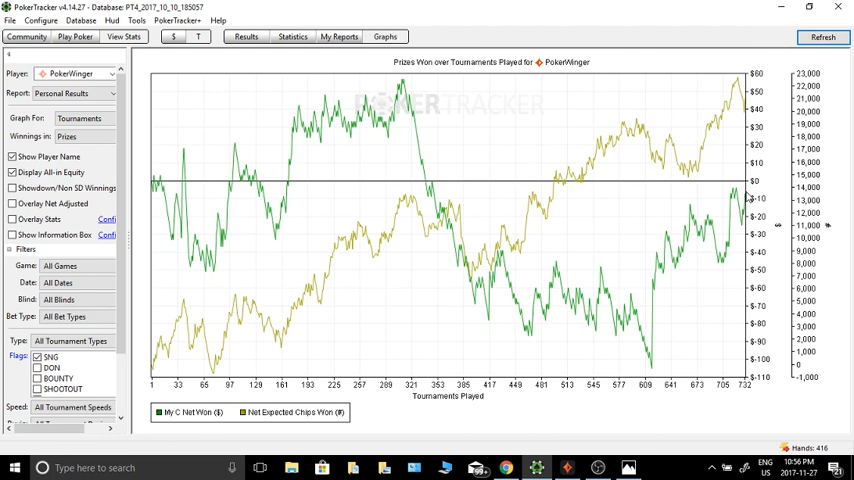 PokerTracker v4.14.27 - Database: PT4_2017_10_10_185057
File Configure Database Hud Tools PokerTracker+ Help
Community Play Poker View Stats $ T Results Statistics My Reports Graphs Refresh
Player: PokerWinger
Report: Personal Results
Graph For: Tournaments
Winnings in: Prizes
Show Player Name
Display All-in Equity
Showdown/Non SD Winnings
Overlay Net Adjusted
Overlay Stats Confi
Show Information Box Confi
Filters
Game: All Games
Date: All Dates
Blind: All Blinds
Bet Type: All Bet Types
Type: All Tournament Types
Flags: SNG
DON
BOUNTY
SHOOTOUT
Speed: All Tournament Speeds
Prizes Won over Tournaments Played for PokerWinger
POKERTRACKER
$60
$50
$40
$30
$20
$10
$0
$-10
$-20
$-30
$-40
$-50
$-60
$-70
$-80
$-90
$-100
$-110
$
23,000
22,000
21,000
20,000
19,000
18,000
17,000
16,000
15,000
14,000
13,000
12,000
11,000
10,000
9,000
8,000
7,000
6,000
5,000
4,000
3,000
2,000
1,000
0
-1,000
#
1 33 65 97 129 161 193 225 257 289 321 353 385 417 449 481 513 545 577 609 641 673 705 732
Tournaments Played
My C Net Won ($) Net Expected Chips Won (#)
Hands: 416
Type here to search
99+
ENG
US
10:56 PM
2017-11-27
21